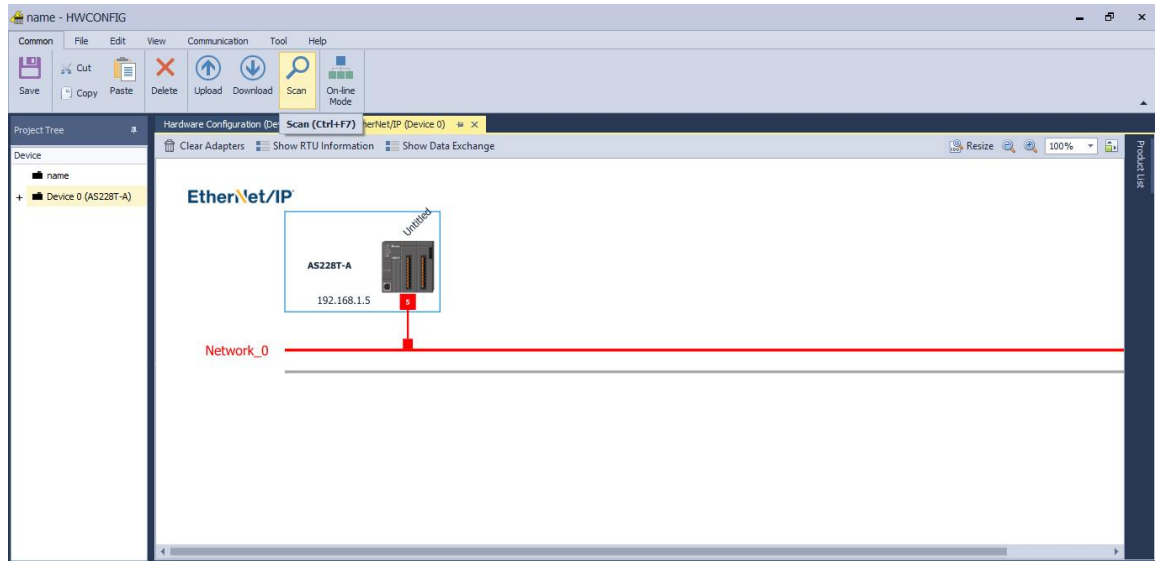 name - HWCONFIG
Common File Edit View Communication Tool Help
Save Cut Copy Paste Delete Upload Download Scan On-line Mode
Project Tree
Hardware Configuration (De
Scan (Ctrl+F7)
herNet/IP (Device 0)
Clear Adapters Show RTU Information Show Data Exchange Resize 100%
Product List
Device
name
+ Device 0 (AS228T-A)
EtherNet/IP
Untitled
AS228T-A
192.168.1.5
5
Network_0